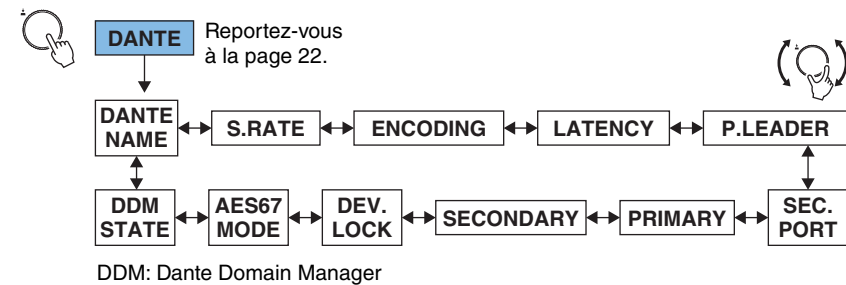 DANTE
Reportez-vous
à la page 22.
DANTE
NAME
S.RATE
ENCODING
LATENCY
P.LEADER
DDM
STATE
AES67
MODE
DEV.
LOCK
SECONDARY
PRIMARY
SEC.
PORT
DDM: Dante Domain Manager